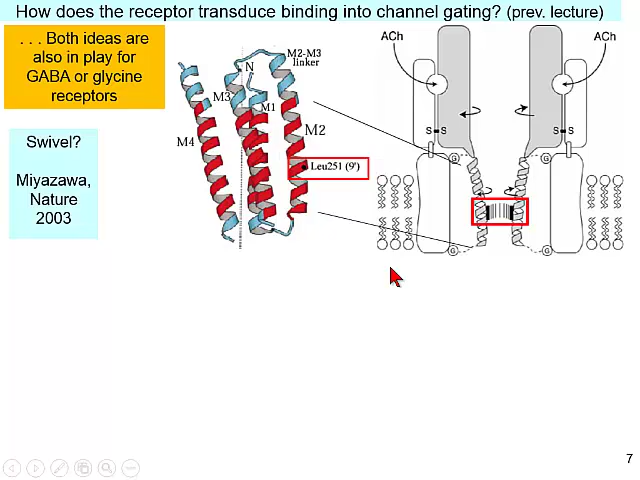 How does the receptor transduce binding into channel gating? (prev. lecture)
. . . Both ideas are
also in play for
GABA or glycine
receptors
Swivel?
Miyazawa,
Nature
2003
M2-M3
linker
N
M3
M1
M4
M2
Leu251 (9')
ACh
ACh
S S
S S
G
G
G
G
7